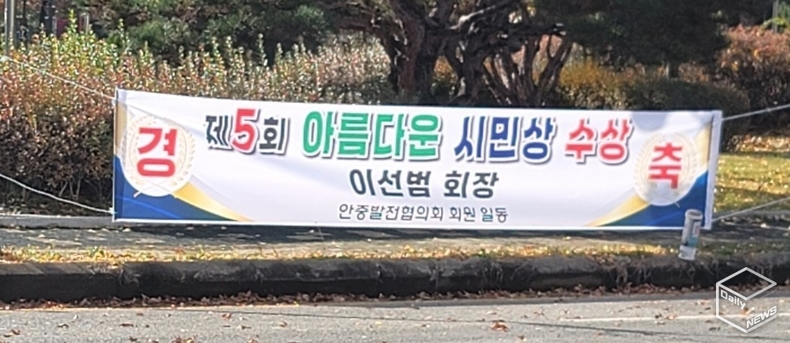 경 제5회 아름다운 시민상 수상 축
이선범 회장
안중발전협의회 회원 일동
Daily
NEWS